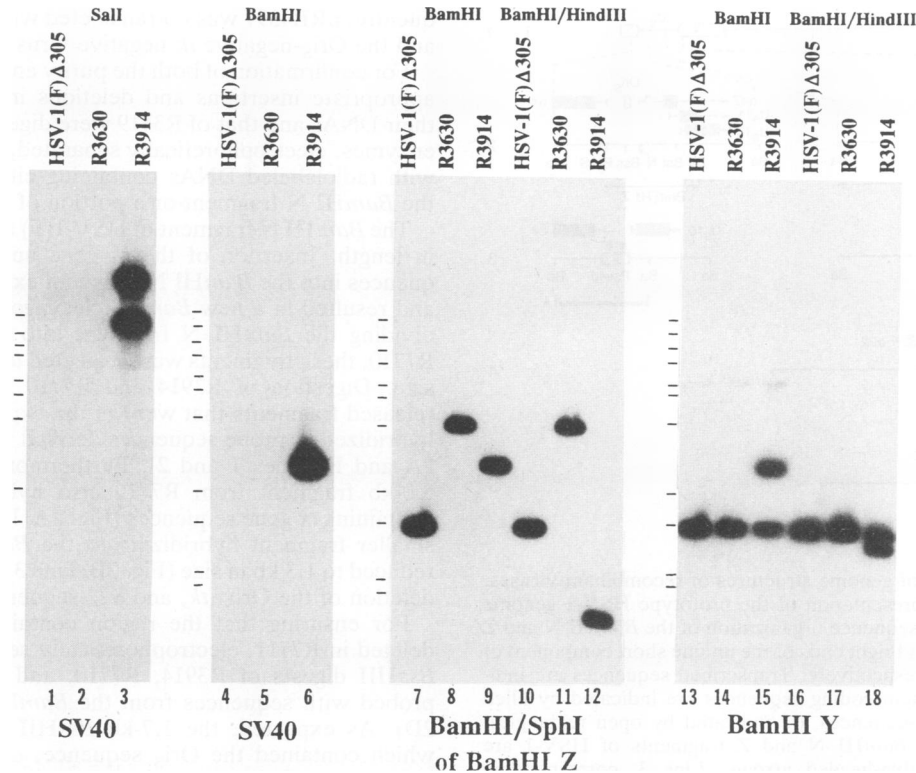 SalI BamHI BamHI BamHI/HindIII BamHI BamHI/HindIII
HSV-1(F)Δ305
R3630
R3914
HSV-1(F)Δ305
R3630
R3914
HSV-1(F)Δ305
R3630
R3914
HSV-1(F)Δ305
R3630
R3914
HSV-1(F)Δ305
R3630
R3914
HSV-1(F)Δ305
R3630
R3914
1 2 3 4 5 6 7 8 9 10 11 12 13 14 15 16 17 18
SV40 SV40 BamHI/SphI BamHI Y
of BamHI Z